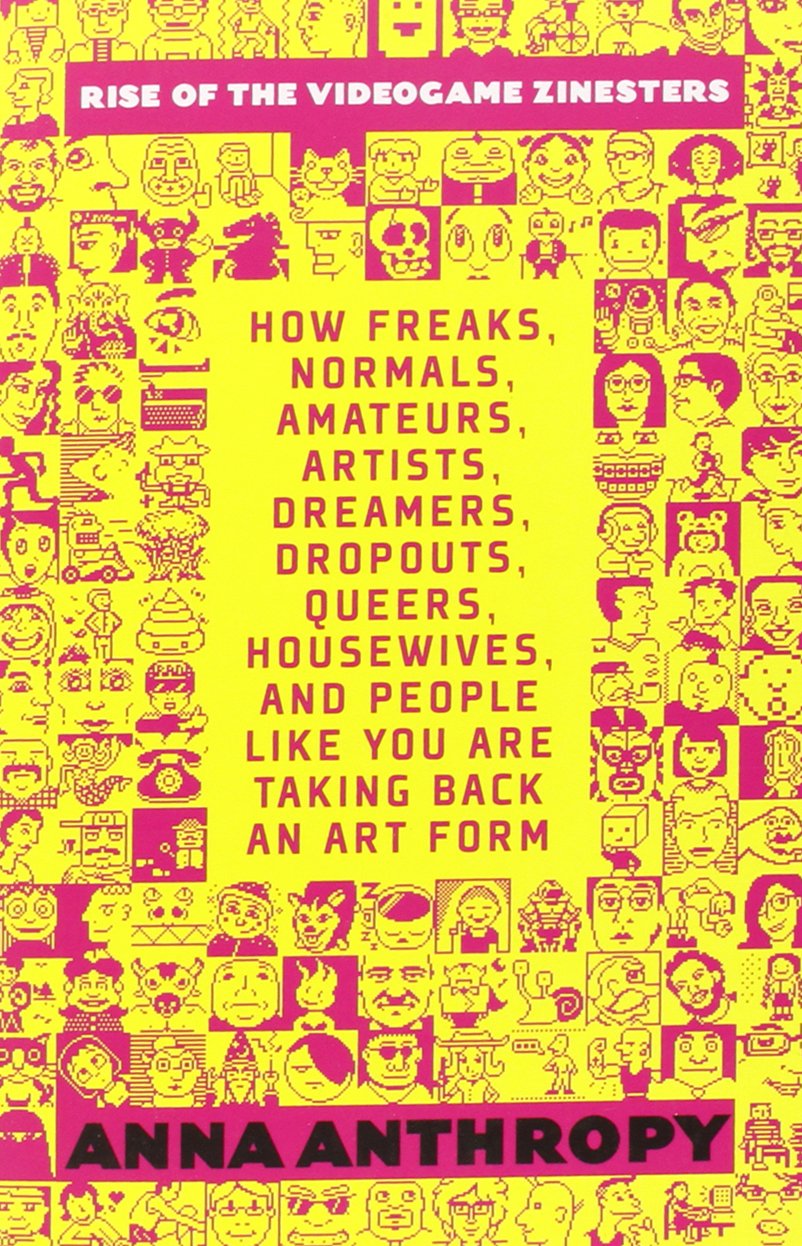 RISE OF THE VIDEOGAME ZINESTERS
HOW FREAKS,
NORMALS,
AMATEURS,
ARTISTS,
DREAMERS,
DROPOUTS,
QUEERS,
HOUSEWIVES,
AND PEOPLE
LIKE YOU ARE
TAKING BACK
AN ART FORM
ANNA ANTHROPY